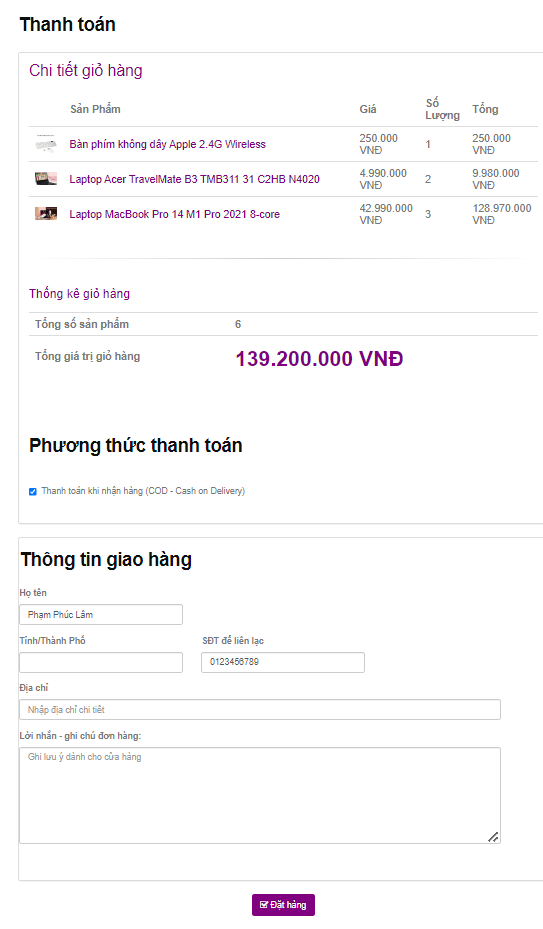 Thanh toán
Chi tiết giỏ hàng
Sản Phẩm Giá Số Lượng Tổng
Bàn phím không dây Apple 2.4G Wireless 250.000 VNĐ 1 250.000 VNĐ
Laptop Acer TravelMate B3 TMB311 31 C2HB N4020 4.990.000 VNĐ 2 9.980.000 VNĐ
Laptop MacBook Pro 14 M1 Pro 2021 8-core 42.990.000 VNĐ 3 128.970.000 VNĐ
Thống kê giỏ hàng
Tổng số sản phẩm 6
Tổng giá trị giỏ hàng 139.200.000 VNĐ
Phương thức thanh toán
Thanh toán khi nhận hàng (COD - Cash on Delivery)
Thông tin giao hàng
Họ tên
Phạm Phúc Lãm
Tỉnh/Thành Phố SĐT để liên lạc
0123456789
Địa chỉ
Nhập địa chỉ chi tiết
Lời nhắn - ghi chú đơn hàng:
Ghi lưu ý dành cho cửa hàng
Đặt hàng